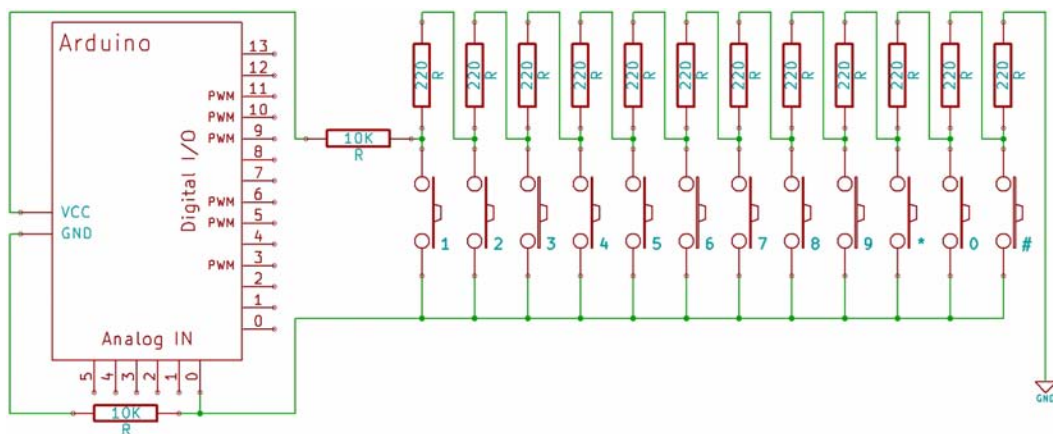 Arduino
13
12
PWM 11
PWM 10
PWM 9
8
7
PWM 6
PWM 5
4
PWM 3
2
1
0
Digital I/O
VCC
GND
Analog IN
5 4 3 2 1 0
10K
R
10K
R
220 R 220 R 220 R 220 R 220 R 220 R 220 R 220 R 220 R 220 R 220 R 220 R
1 2 3 4 5 6 7 8 9 * 0 #
GND